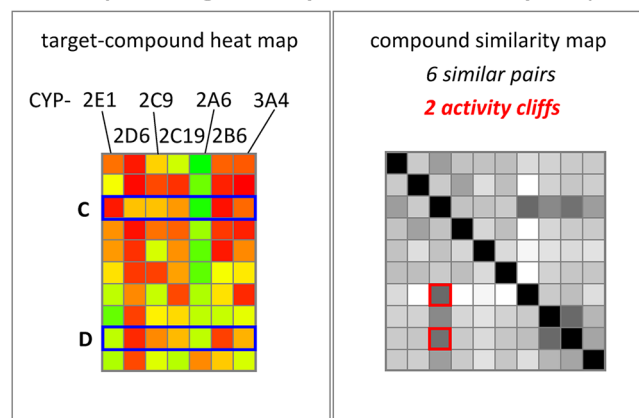 target-compound heat map
CYP- 2E1 2C9 2A6 3A4
2D6 2C19 2B6
C
D
compound similarity map
6 similar pairs
2 activity cliffs